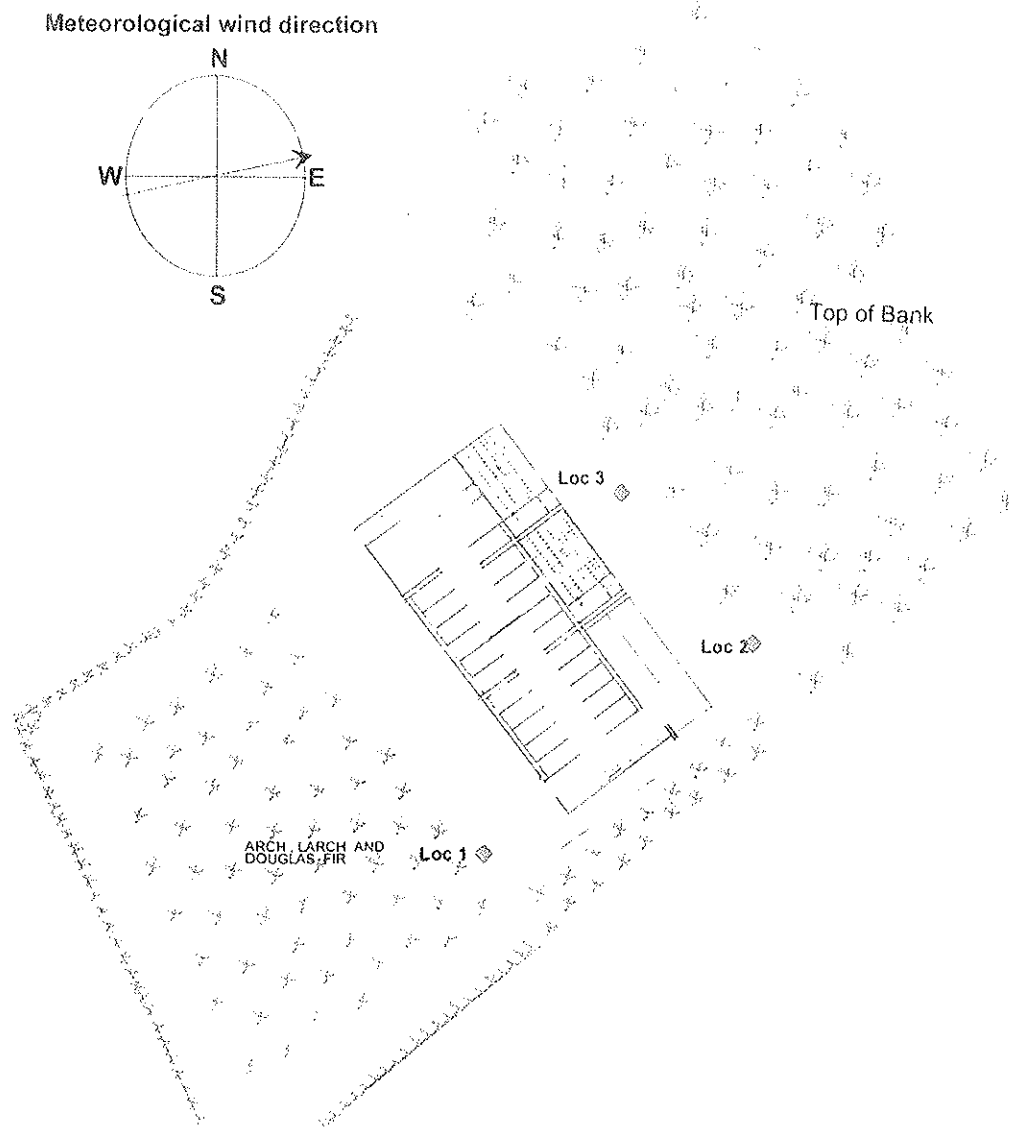 Meteorological wind direction
N
W
E
S
Top of Bank
Loc 3
Loc 2
ARCH , LARCH AND
DOUGLAS FIR
Loc 1